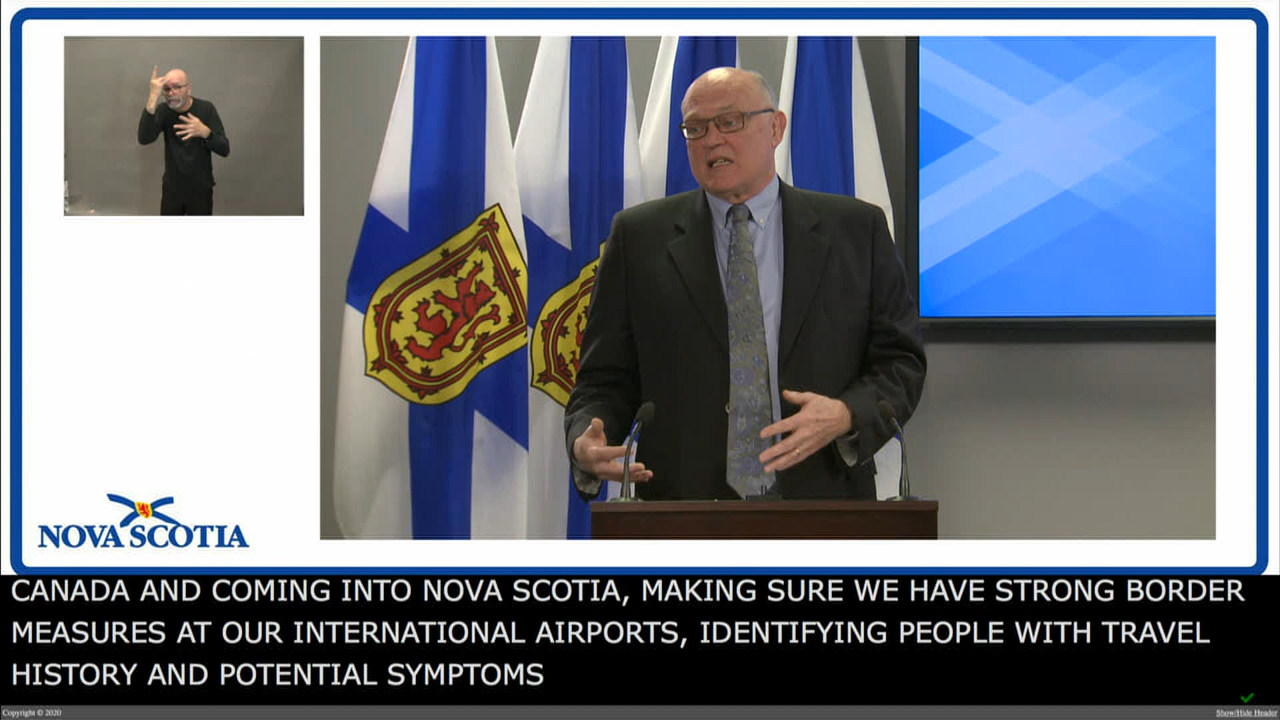 NOVA SCOTIA
CANADA AND COMING INTO NOVA SCOTIA, MAKING SURE WE HAVE STRONG BORDER
MEASURES AT OUR INTERNATIONAL AIRPORTS, IDENTIFYING PEOPLE WITH TRAVEL
HISTORY AND POTENTIAL SYMPTOMS
Copyright © 2020
Show/Hide Header